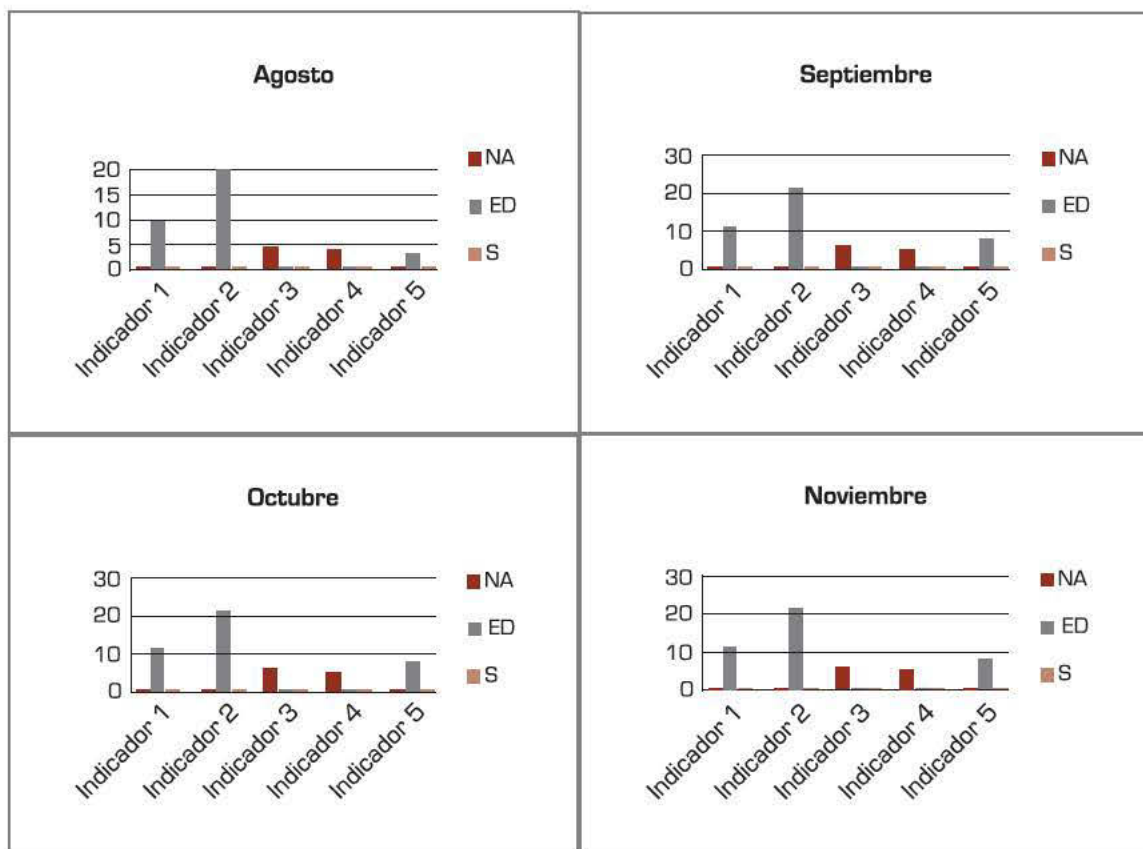 Agosto
20
15
10
5
0
NA
ED
S
Indicador 1
Indicador 2
Indicador 3
Indicador 4
Indicador 5
Septiembre
30
20
10
0
NA
ED
S
Indicador 1
Indicador 2
Indicador 3
Indicador 4
Indicador 5
Octubre
30
20
10
0
NA
ED
S
Indicador 1
Indicador 2
Indicador 3
Indicador 4
Indicador 5
Noviembre
30
20
10
0
NA
ED
S
Indicador 1
Indicador 2
Indicador 3
Indicador 4
Indicador 5